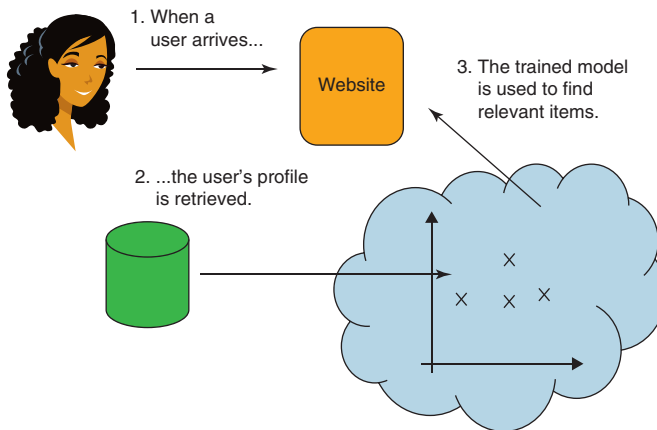 1. When a
user arrives...
Website
3. The trained model
is used to find
relevant items.
2. ...the user's profile
is retrieved.